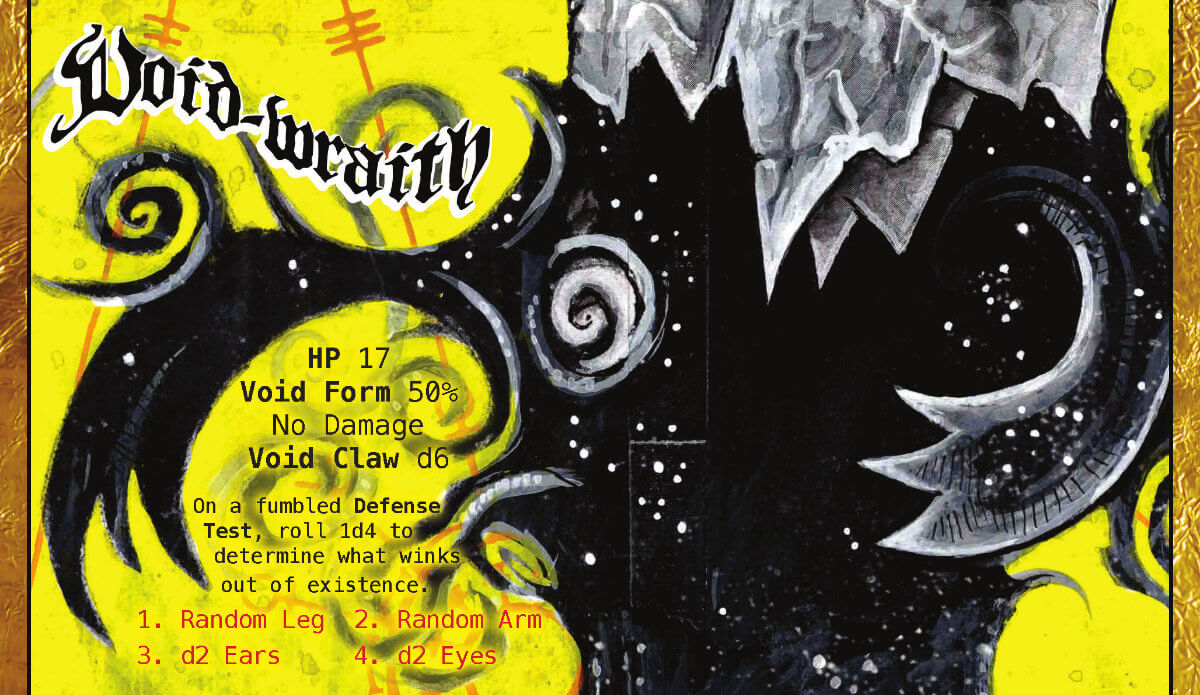 Void-wraith
HP 17
Void Form 50%
No Damage
Void Claw d6
On a fumbled Defense
Test, roll 1d4 to
determine what winks
out of existence.
1. Random Leg 2. Random Arm
3. d2 Ears 4. d2 Eyes